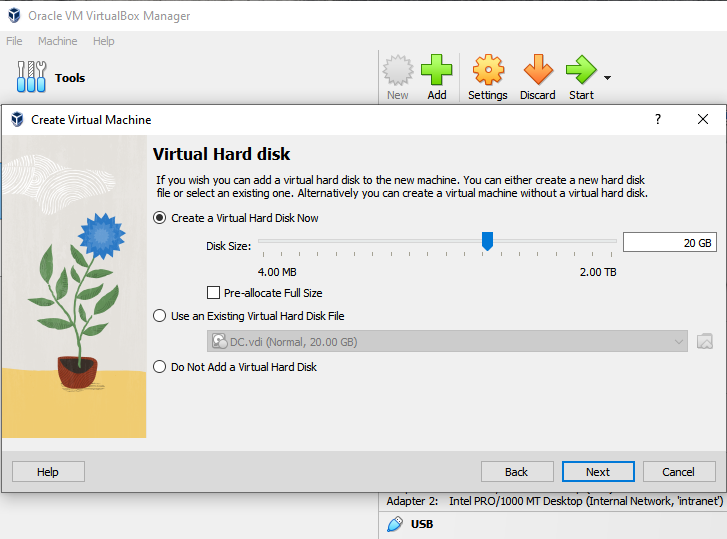 Oracle VM VirtualBox Manager
File Machine Help
Tools
New Add Settings Discard Start
Create Virtual Machine
?
Virtual Hard disk
If you wish you can add a virtual hard disk to the new machine. You can either create a new hard disk
file or select an existing one. Alternatively you can create a virtual machine without a virtual hard disk.
Create a Virtual Hard Disk Now
Disk Size:
20 GB
4.00 MB 2.00 TB
Pre-allocate Full Size
Use an Existing Virtual Hard Disk File
DC.vdi (Normal, 20.00 GB)
Do Not Add a Virtual Hard Disk
Help Back Next Cancel
Adapter 2: Intel PRO/1000 MT Desktop (Internal Network, 'intranet')
USB